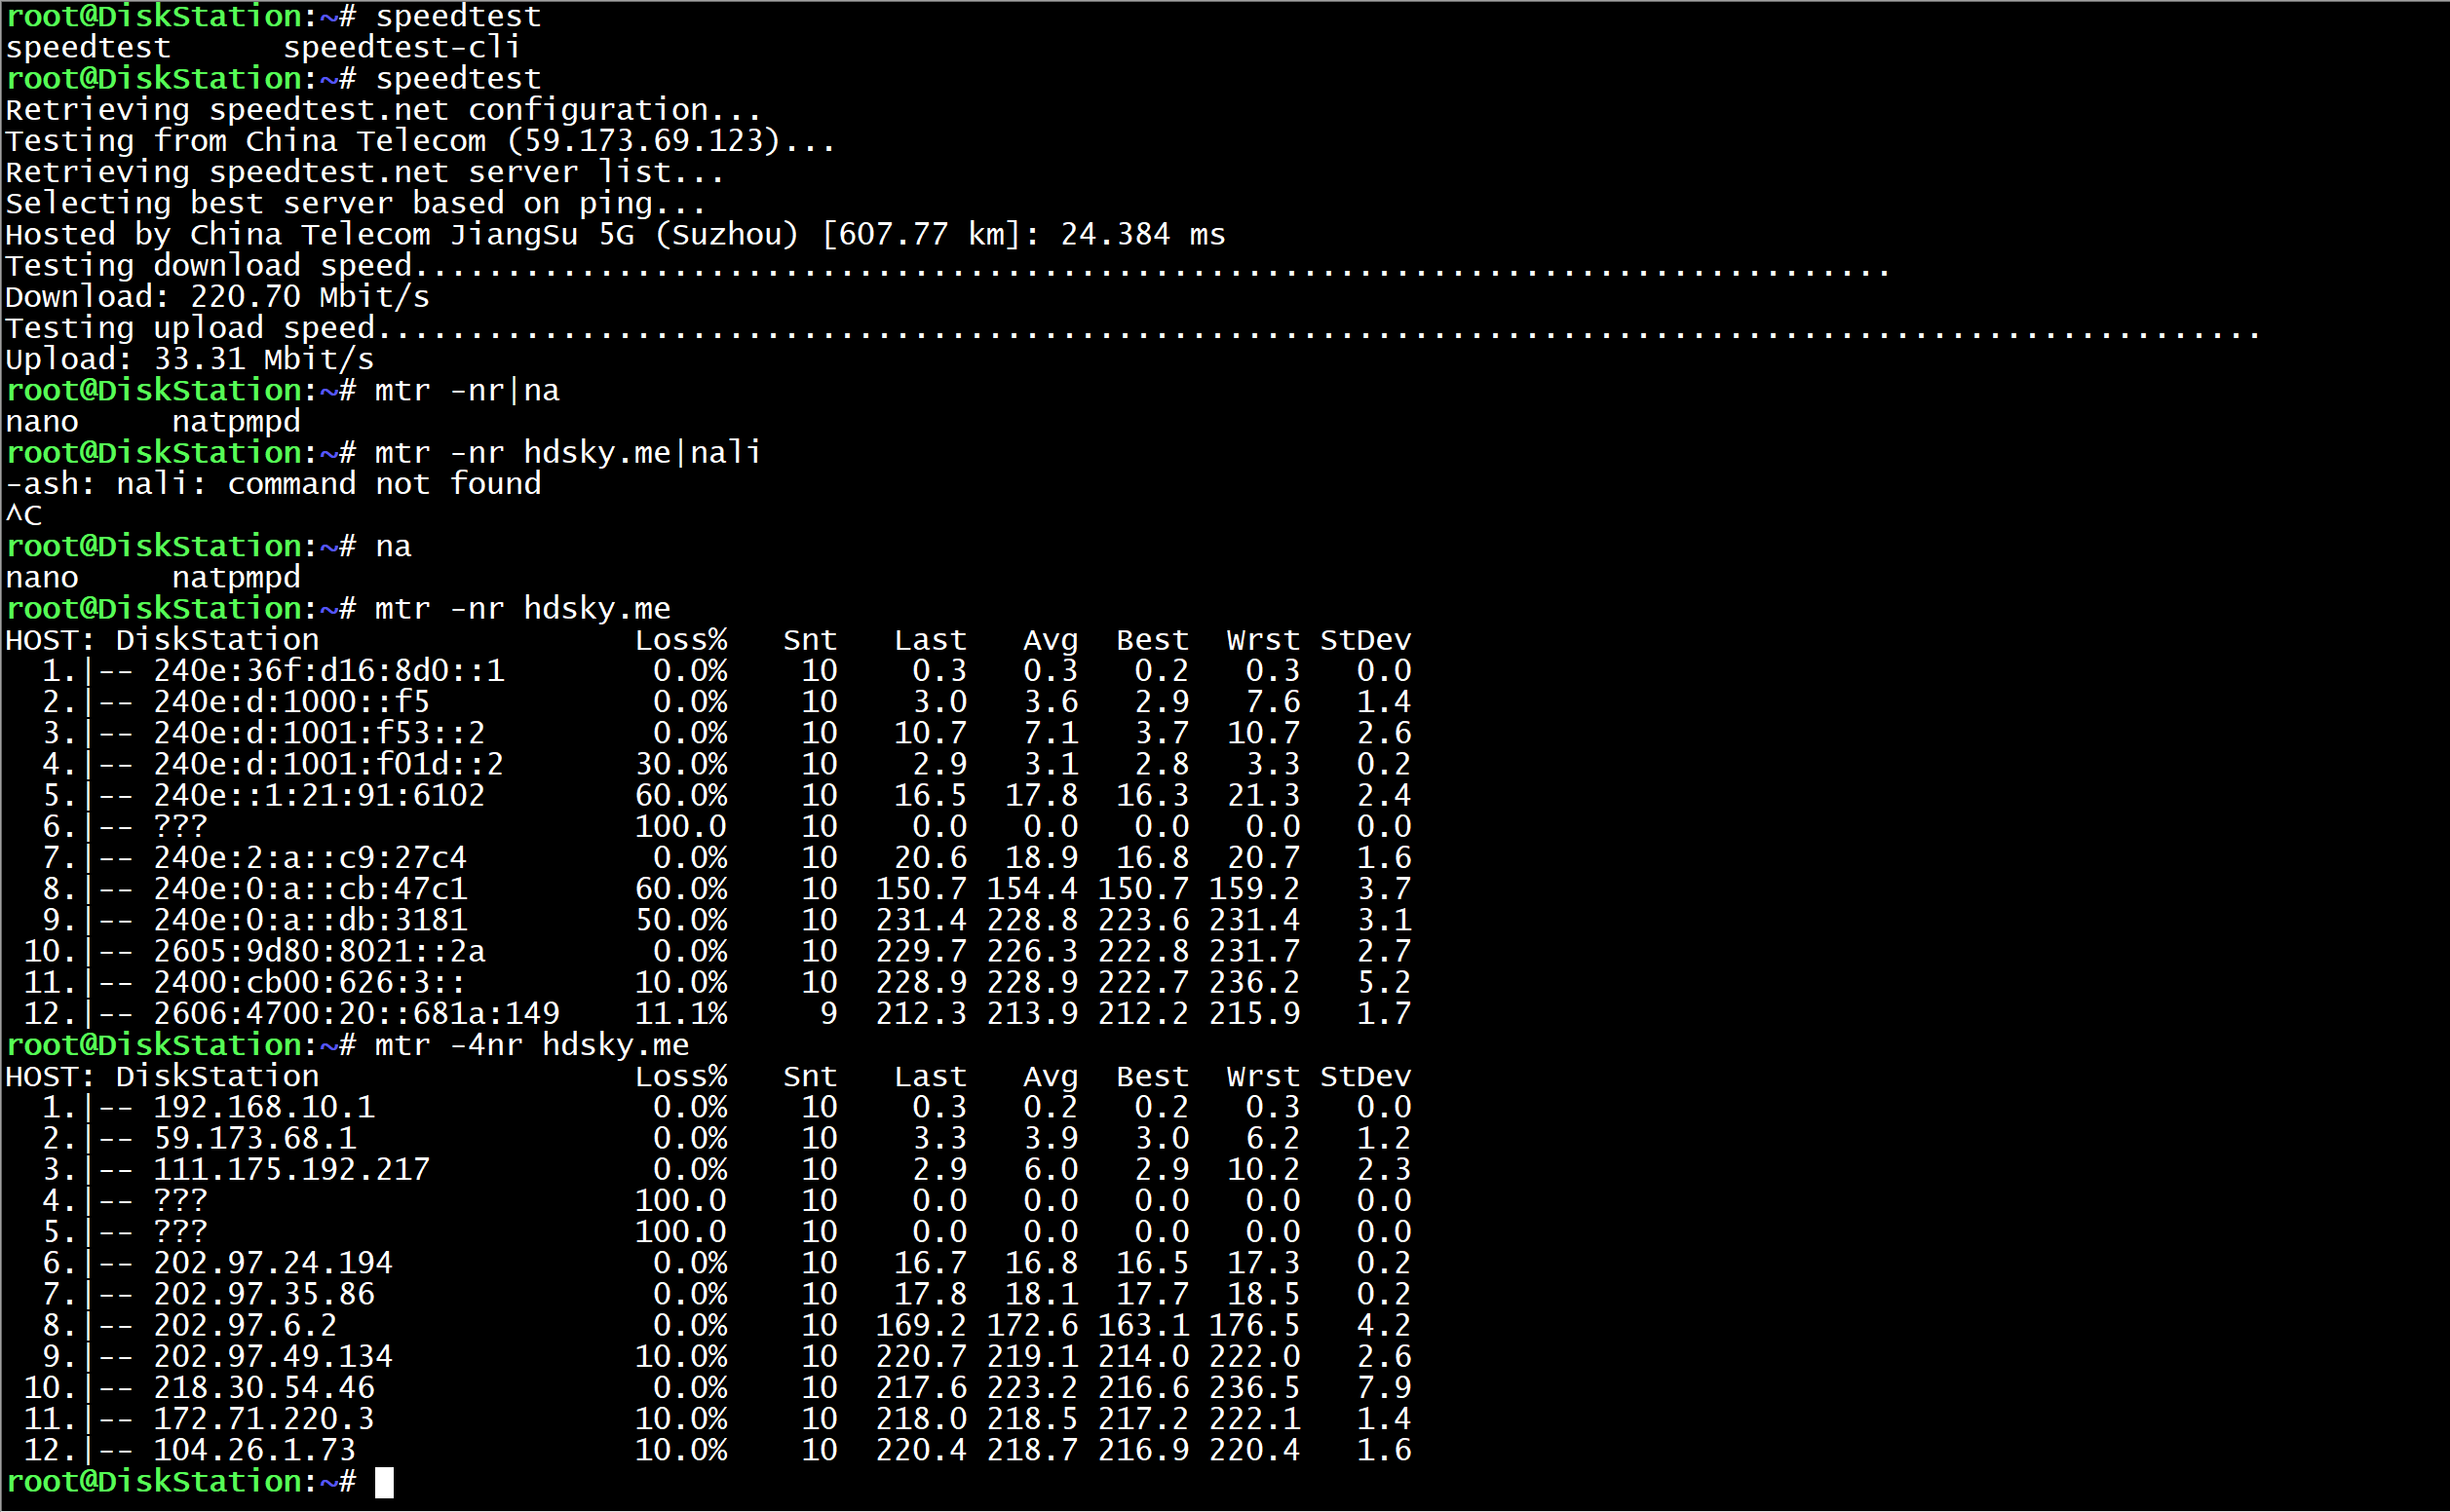 root@DiskStation:~# speedtest
speedtest      speedtest-cli
root@DiskStation:~# speedtest
Retrieving speedtest.net configuration...
Testing from China Telecom (59.173.69.123)...
Retrieving speedtest.net server list...
Selecting best server based on ping...
Hosted by China Telecom JiangSu 5G (Suzhou) [607.77 km]: 24.384 ms
Testing download speed................................................................................
Download: 220.70 Mbit/s
Testing upload speed......................................................................................................
Upload: 33.31 Mbit/s
root@DiskStation:~# mtr -nr|na
nano     natpmpd
root@DiskStation:~# mtr -nr hdsky.me|nali
-ash: nali: command not found
^C
root@DiskStation:~# na
nano     natpmpd
root@DiskStation:~# mtr -nr hdsky.me
HOST: DiskStation                 Loss%   Snt   Last   Avg  Best  Wrst StDev
  1.|-- 240e:36f:d16:8d0::1        0.0%    10    0.3   0.3   0.2   0.3   0.0
  2.|-- 240e:d:1000::f5            0.0%    10    3.0   3.6   2.9   7.6   1.4
  3.|-- 240e:d:1001:f53::2         0.0%    10   10.7   7.1   3.7  10.7   2.6
  4.|-- 240e:d:1001:f01d::2       30.0%    10    2.9   3.1   2.8   3.3   0.2
  5.|-- 240e::1:21:91:6102        60.0%    10   16.5  17.8  16.3  21.3   2.4
  6.|-- ???                       100.0    10    0.0   0.0   0.0   0.0   0.0
  7.|-- 240e:2:a::c9:27c4          0.0%    10   20.6  18.9  16.8  20.7   1.6
  8.|-- 240e:0:a::cb:47c1         60.0%    10  150.7 154.4 150.7 159.2   3.7
  9.|-- 240e:0:a::db:3181         50.0%    10  231.4 228.8 223.6 231.4   3.1
 10.|-- 2605:9d80:8021::2a         0.0%    10  229.7 226.3 222.8 231.7   2.7
 11.|-- 2400:cb00:626:3::         10.0%    10  228.9 228.9 222.7 236.2   5.2
 12.|-- 2606:4700:20::681a:149    11.1%     9  212.3 213.9 212.2 215.9   1.7
root@DiskStation:~# mtr -4nr hdsky.me
HOST: DiskStation                 Loss%   Snt   Last   Avg  Best  Wrst StDev
  1.|-- 192.168.10.1               0.0%    10    0.3   0.2   0.2   0.3   0.0
  2.|-- 59.173.68.1                0.0%    10    3.3   3.9   3.0   6.2   1.2
  3.|-- 111.175.192.217            0.0%    10    2.9   6.0   2.9  10.2   2.3
  4.|-- ???                       100.0    10    0.0   0.0   0.0   0.0   0.0
  5.|-- ???                       100.0    10    0.0   0.0   0.0   0.0   0.0
  6.|-- 202.97.24.194              0.0%    10   16.7  16.8  16.5  17.3   0.2
  7.|-- 202.97.35.86               0.0%    10   17.8  18.1  17.7  18.5   0.2
  8.|-- 202.97.6.2                 0.0%    10  169.2 172.6 163.1 176.5   4.2
  9.|-- 202.97.49.134             10.0%    10  220.7 219.1 214.0 222.0   2.6
 10.|-- 218.30.54.46               0.0%    10  217.6 223.2 216.6 236.5   7.9
 11.|-- 172.71.220.3              10.0%    10  218.0 218.5 217.2 222.1   1.4
 12.|-- 104.26.1.73               10.0%    10  220.4 218.7 216.9 220.4   1.6
root@DiskStation:~#